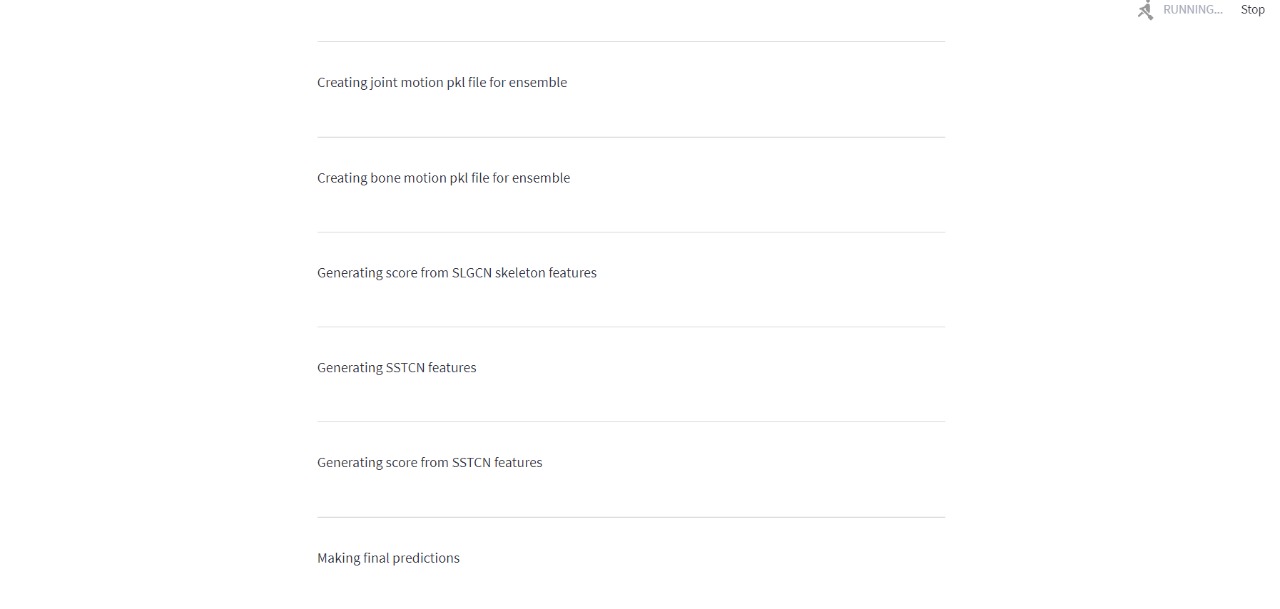 RUNNING... Stop
Creating joint motion pkl file for ensemble
Creating bone motion pkl file for ensemble
Generating score from SLGCN skeleton features
Generating SSTCN features
Generating score from SSTCN features
Making final predictions